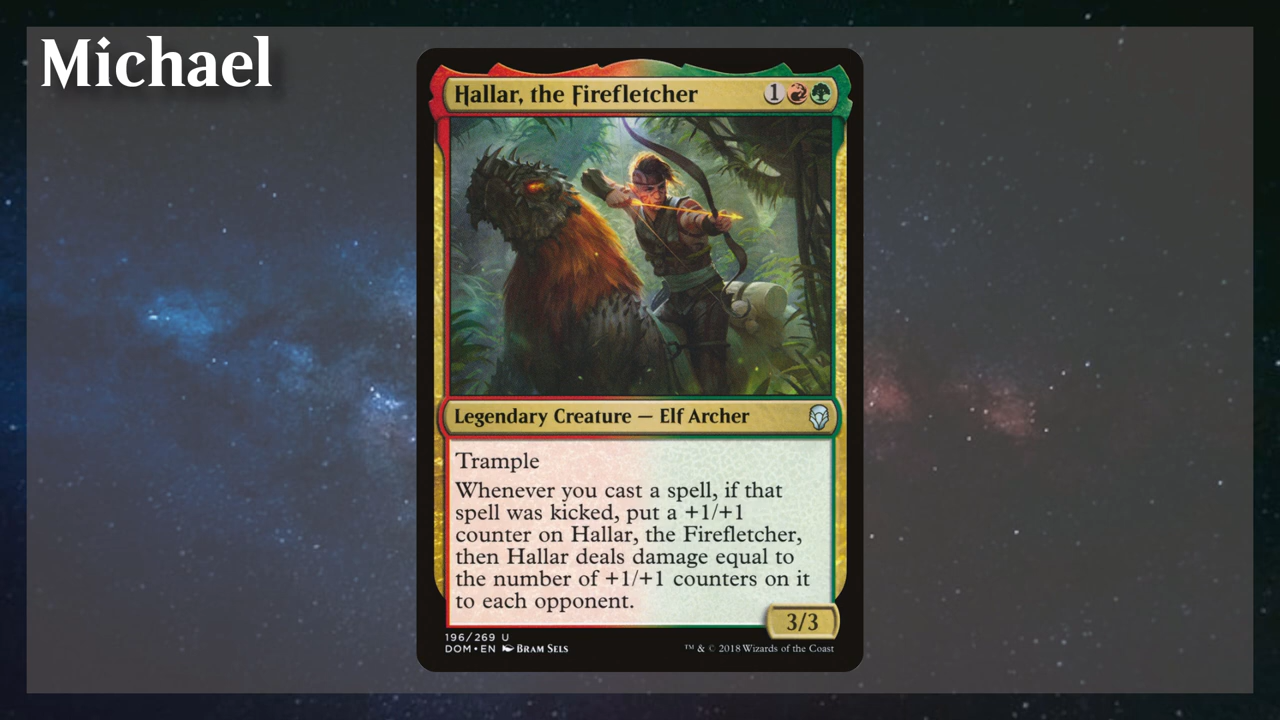 Michael
Hallar, the Firefletcher 1
Legendary Creature — Elf Archer
Trample
Whenever you cast a spell, if that
spell was kicked, put a +1/+1
counter on Hallar, the Firefletcher,
then Hallar deals damage equal to
the number of +1/+1 counters on it
to each opponent.
3/3
196/269 U
DOM • EN BRAM SELS
™ & © 2018 Wizards of the Coast